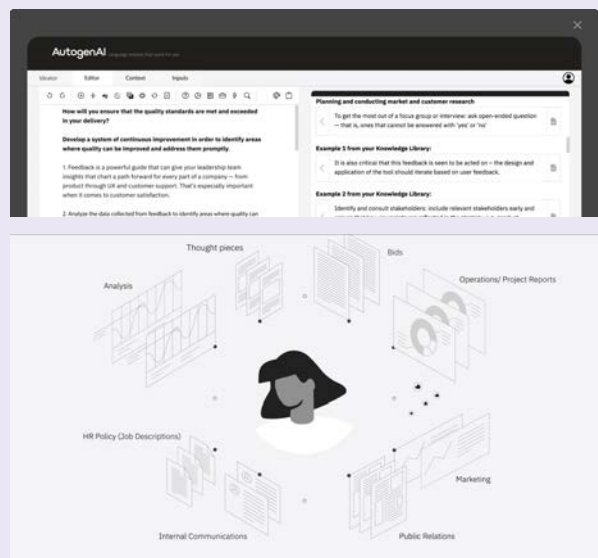 AutogenAI
Ideator Editor Context Inputs
How will you ensure that the quality standards are met and exceeded
in your delivery?
Develop a system of continuous improvement in order to identify areas
where quality can be improved and address them promptly.
1. Feedback is a powerful guide that can give your leadership team
insights that chart a path forward for every part of a company — from
product through UX and customer support. That's especially important
when it comes to customer satisfaction.
2. Analyze the data collected from feedback to identify areas where quality can
Planning and conducting market and customer research
To get the most out of a focus group or interview: ask open-ended question
— that is, ones that cannot be answered with 'yes' or 'no'
Example 1 from your Knowledge Library:
It is also critical that this feedback is seen to be acted on – the design and
application of the tool should iterate based on user feedback.
Example 2 from your Knowledge Library:
Identify and consult stakeholders: include relevant stakeholders early and
Thought pieces
Bids
Analysis
Operations/ Project Reports
HR Policy (Job Descriptions)
Marketing
Internal Communications
Public Relations